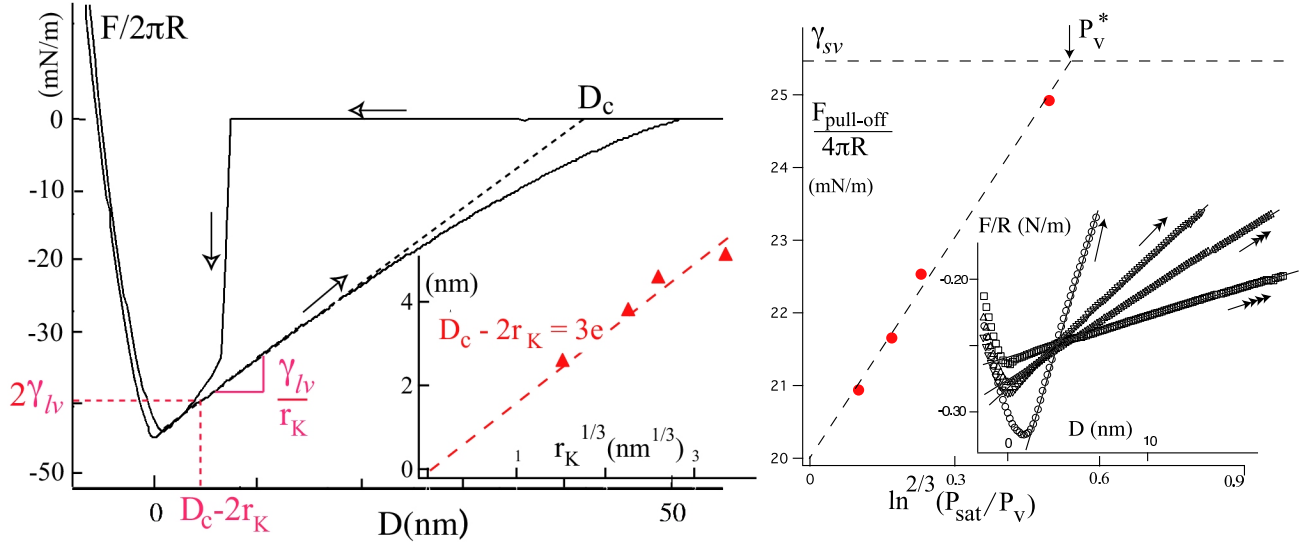 F/2πR
(mN/m)
D_c
0
-10
-20
-30
2γ_lv
-50
γ_lv
r_K
(nm)
4
D_c - 2r_K = 3e
2
0
1
r_K^1/3 (nm^1/3)
3
0
D_c-2r_K
D(nm)
50
γ_sv
P_v^*
25
F_pull-off
4πR
(mN/m)
24
23
22
21
20
F/R (N/m)
-0.20
-0.30
D (nm)
0
10
0.0
0.3
0.6
0.9
ln^2/3 (P_sat/P_v)